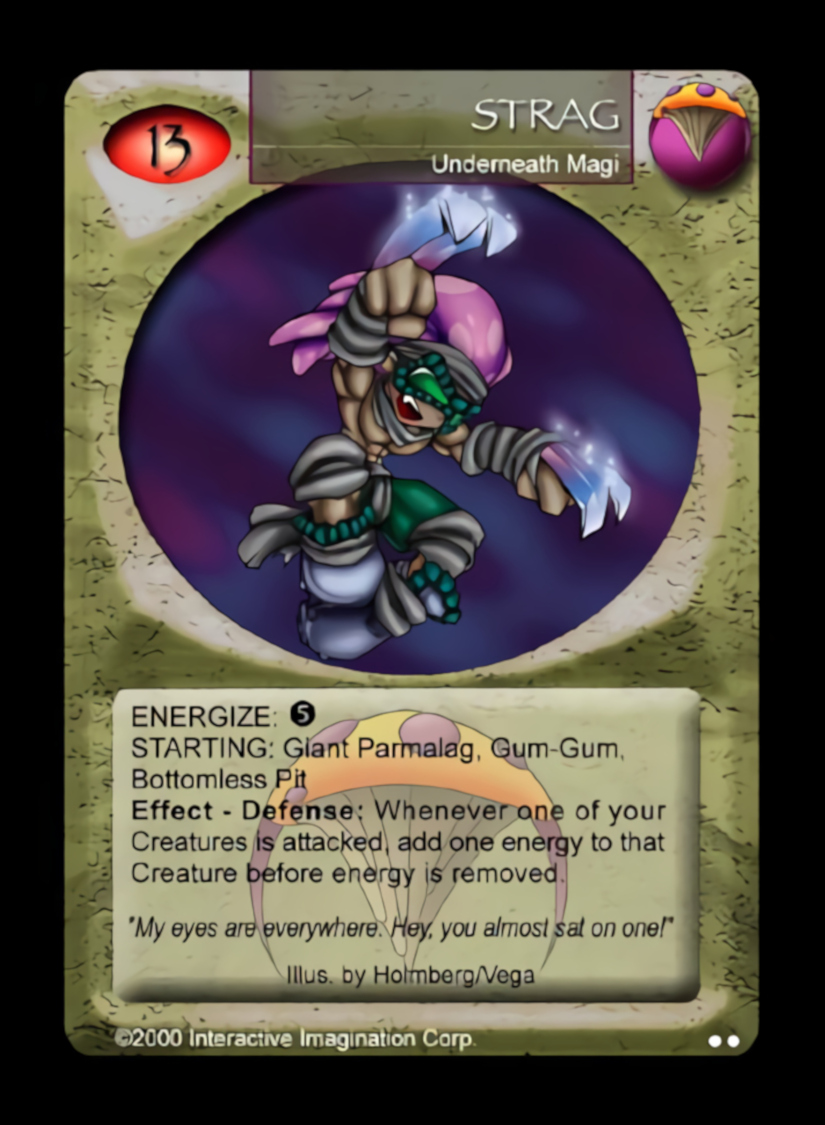 13
STRAG
Underneath Magi
ENERGIZE: 5
STARTING: Giant Parmalag, Gum-Gum,
Bottomless Pit
Effect - Defense: Whenever one of your
Creatures is attacked, add one energy to that
Creature before energy is removed.
"My eyes are everywhere. Hey, you almost sat on one!"
Illus. by Holmberg/Vega
©2000 Interactive Imagination Corp.